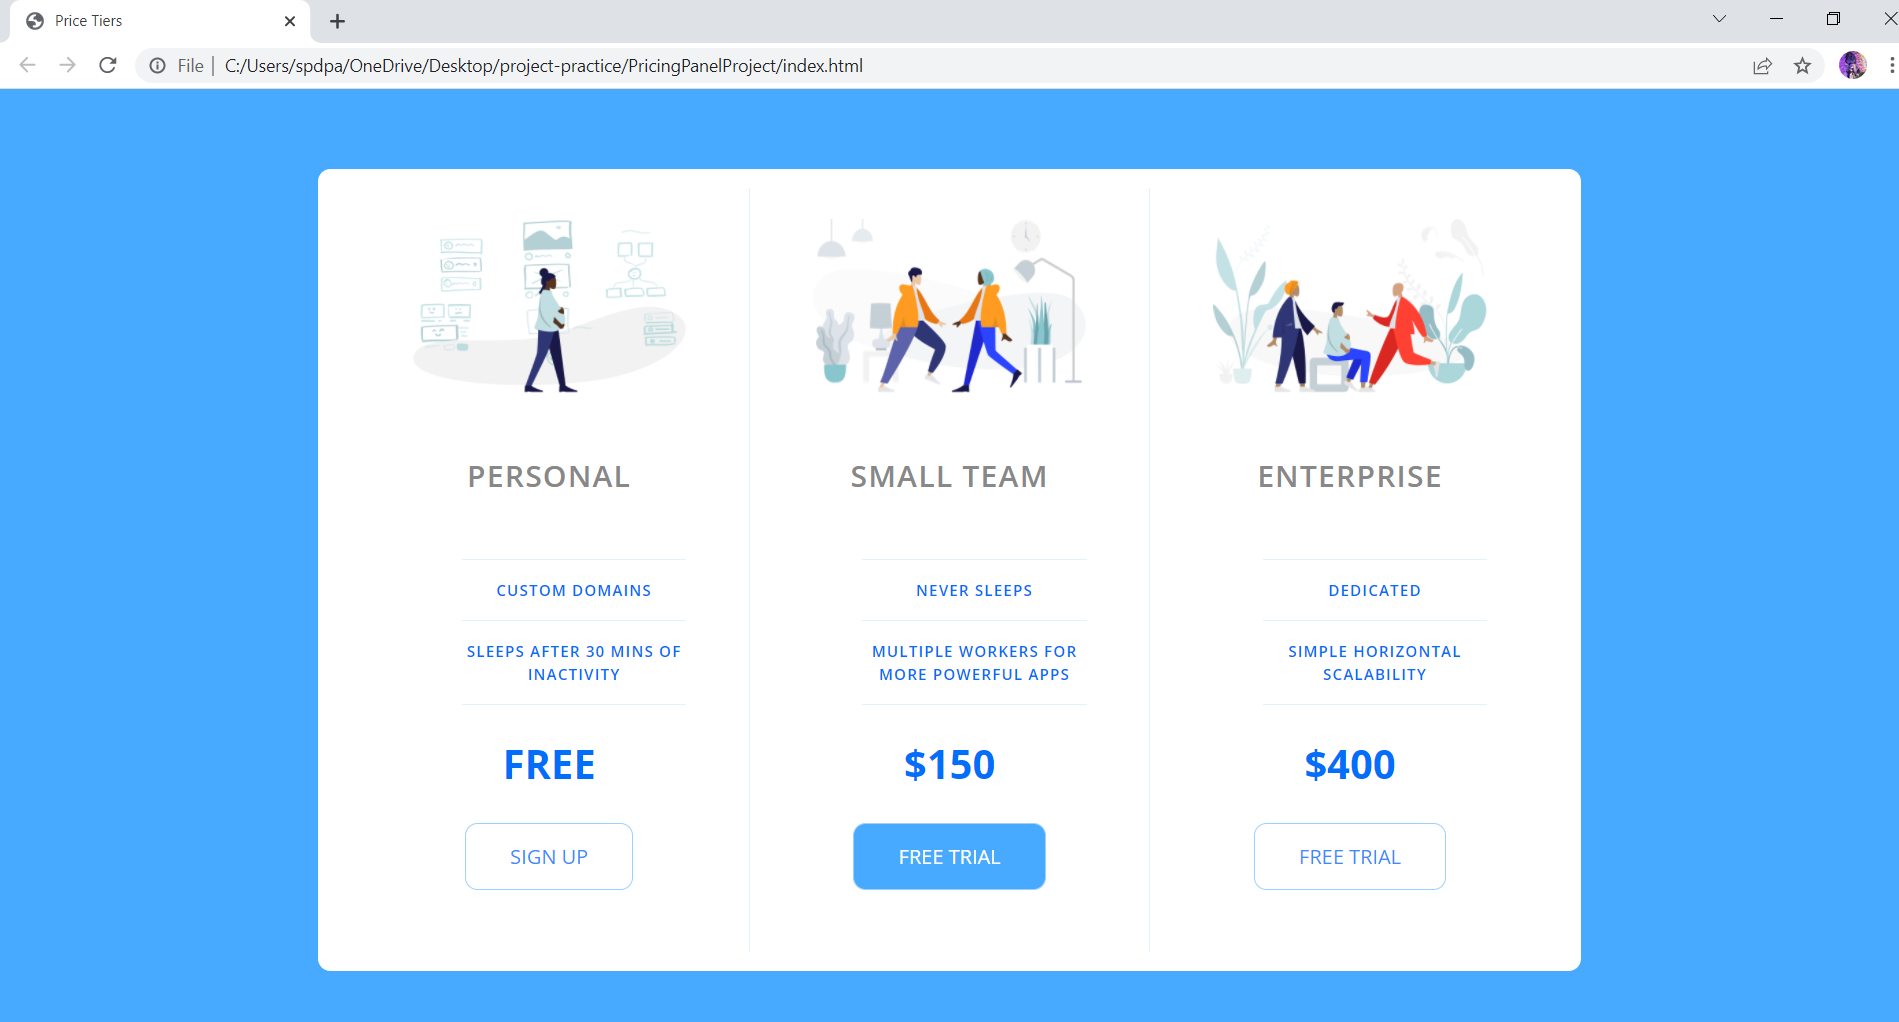 Price Tiers
File | C:/Users/spdpa/OneDrive/Desktop/project-practice/PricingPanelProject/index.html
PERSONAL
CUSTOM DOMAINS
SLEEPS AFTER 30 MINS OF
INACTIVITY
FREE
SIGN UP
SMALL TEAM
NEVER SLEEPS
MULTIPLE WORKERS FOR
MORE POWERFUL APPS
$150
FREE TRIAL
ENTERPRISE
DEDICATED
SIMPLE HORIZONTAL
SCALABILITY
$400
FREE TRIAL